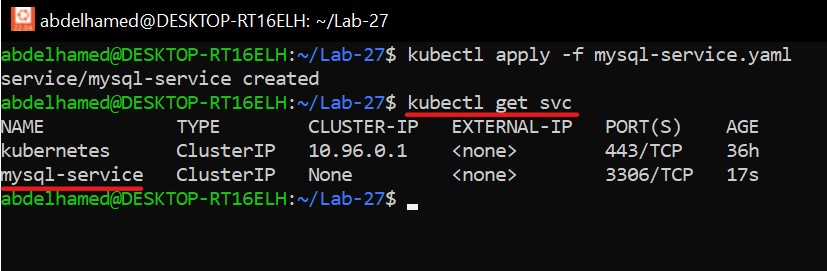 abdelhamed@DESKTOP-RT16ELH: ~/Lab-27
abdelhamed@DESKTOP-RT16ELH:~/Lab-27$ kubectl apply -f mysql-service.yaml
service/mysql-service created
abdelhamed@DESKTOP-RT16ELH:~/Lab-27$ kubectl get svc
NAME TYPE CLUSTER-IP EXTERNAL-IP PORT(S) AGE
kubernetes ClusterIP 10.96.0.1 <none> 443/TCP 36h
mysql-service ClusterIP None <none> 3306/TCP 17s
abdelhamed@DESKTOP-RT16ELH:~/Lab-27$